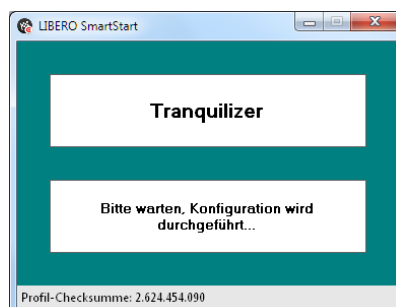 LIBERO SmartStart
Tranquilizer
Bitte warten, Konfiguration wird
durchgeführt...
Profil-Checksumme: 2.624.454.090